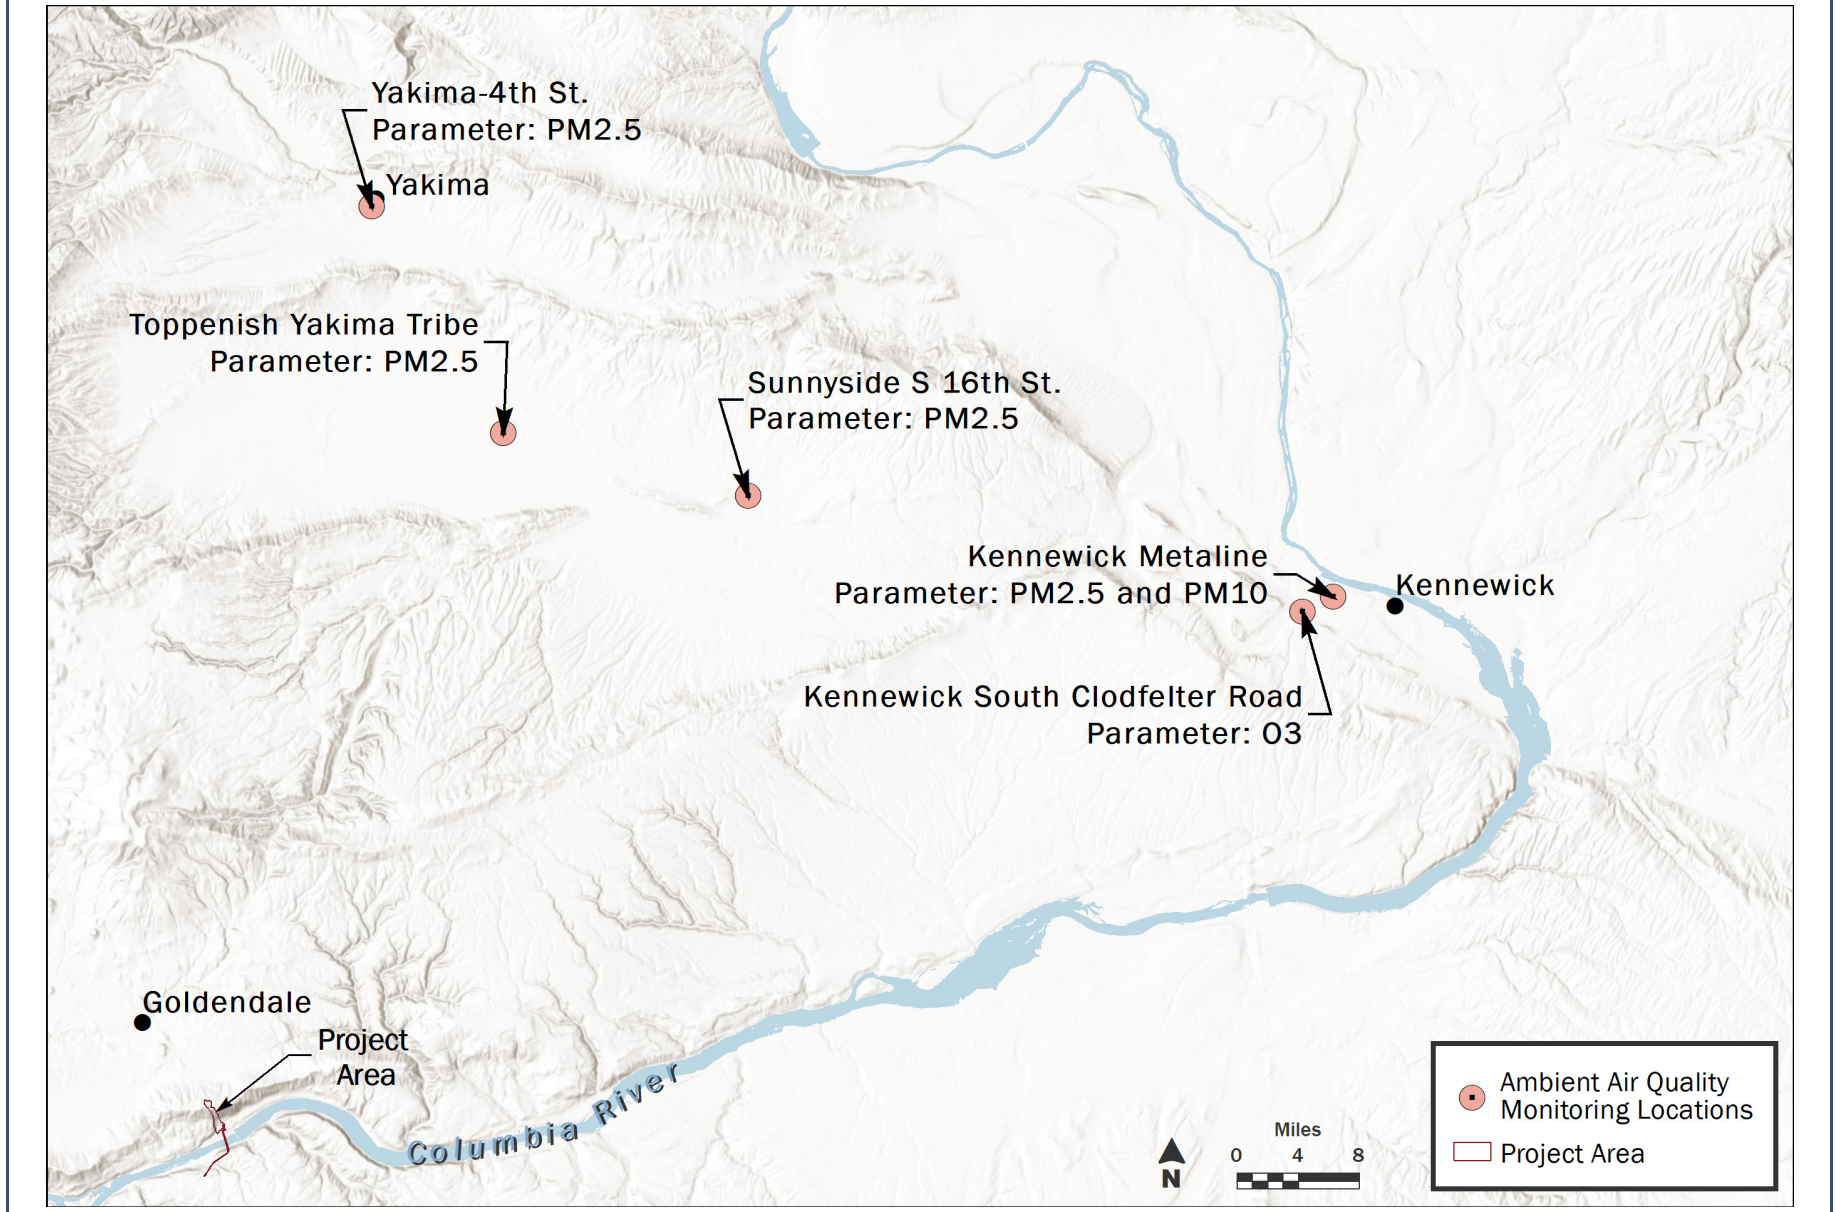 Yakima-4th St.
Parameter: PM2.5
Yakima
Toppenish Yakima Tribe
Parameter: PM2.5
Sunnyside S 16th St.
Parameter: PM2.5
Kennewick Metaline
Parameter: PM2.5 and PM10
Kennewick
Kennewick South Clodfelter Road
Parameter: O3
Goldendale
Project
Area
Columbia River
Miles
0 4 8
N
Ambient Air Quality
Monitoring Locations
Project Area